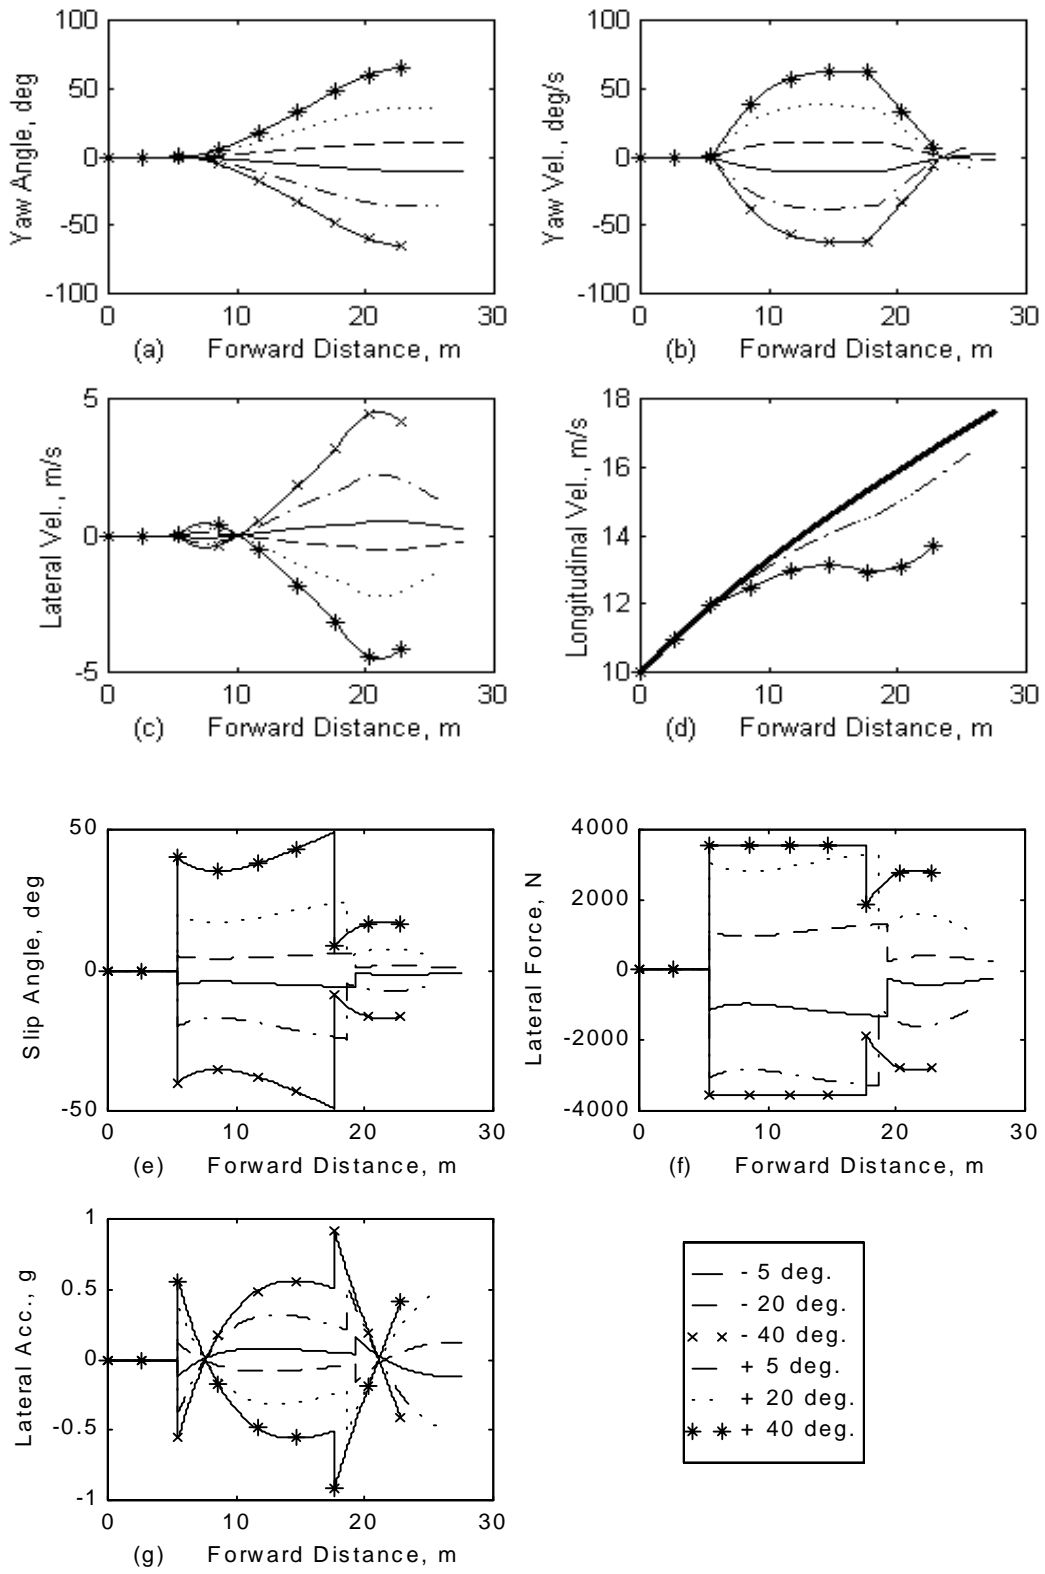 100
50
0
-50
-100
Yaw Angle, deg
0 10 20 30
(a) Forward Distance, m
100
50
0
-50
-100
Yaw Vel., deg/s
0 10 20 30
(b) Forward Distance, m
5
0
-5
Lateral Vel., m/s
0 10 20 30
(c) Forward Distance, m
18
16
14
12
10
Longitudinal Vel., m/s
0 10 20 30
(d) Forward Distance, m
50
0
-50
Slip Angle, deg
0 10 20 30
(e) Forward Distance, m
4000
2000
0
-2000
-4000
Lateral Force, N
0 10 20 30
(f) Forward Distance, m
1
0.5
0
-0.5
-1
Lateral Acc., g
0 10 20 30
(g) Forward Distance, m
- 5 deg.
- 20 deg.
- 40 deg.
+ 5 deg.
+ 20 deg.
+ 40 deg.